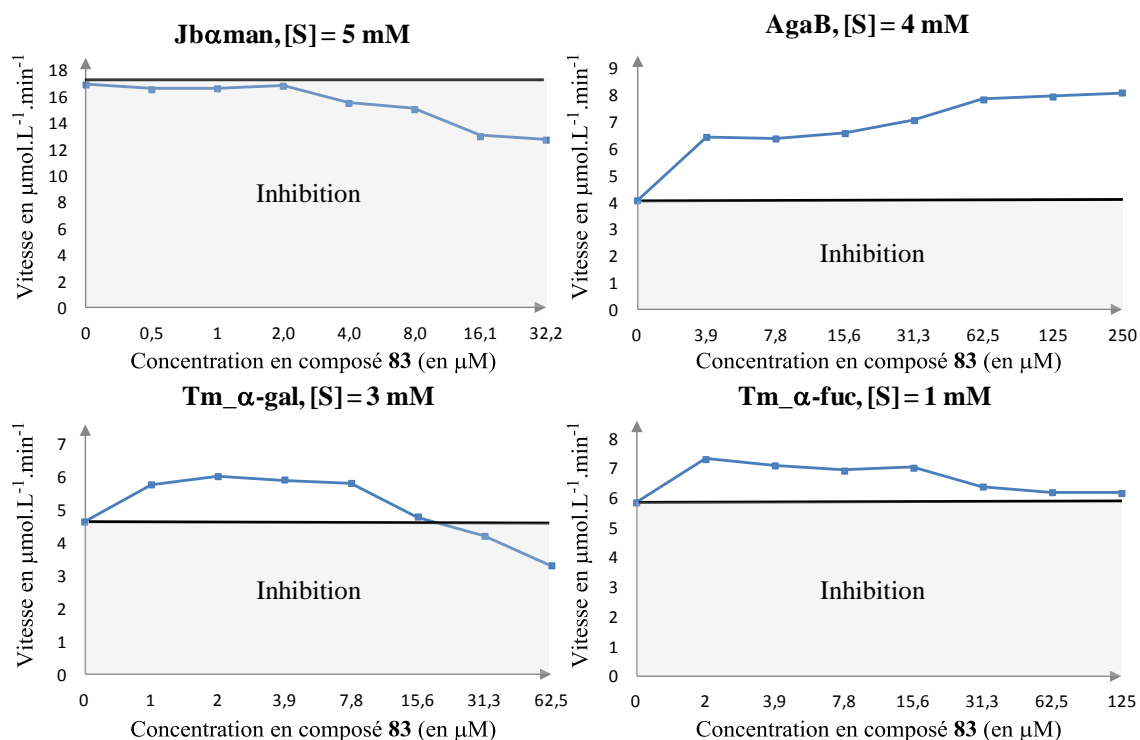 Jbαman, [S] = 5 mM
Vitesse en µmol.L⁻¹.min⁻¹
18
16
14
12
10
8
6
4
2
0
Inhibition
0 0,5 1 2,0 4,0 8,0 16,1 32,2
Concentration en composé 83 (en µM)
AgaB, [S] = 4 mM
Vitesse en µmol.L⁻¹.min⁻¹
9
8
7
6
5
4
3
2
1
0
Inhibition
0 3,9 7,8 15,6 31,3 62,5 125 250
Concentration en composé 83 (en µM)
Tm_α-gal, [S] = 3 mM
Vitesse en µmol.L⁻¹.min⁻¹
7
6
5
4
3
2
1
0
Inhibition
0 1 2 3,9 7,8 15,6 31,3 62,5
Concentration en composé 83 (en µM)
Tm_α-fuc, [S] = 1 mM
Vitesse en µmol.L⁻¹.min⁻¹
8
7
6
5
4
3
2
1
0
Inhibition
0 2 3,9 7,8 15,6 31,3 62,5 125
Concentration en composé 83 (en µM)